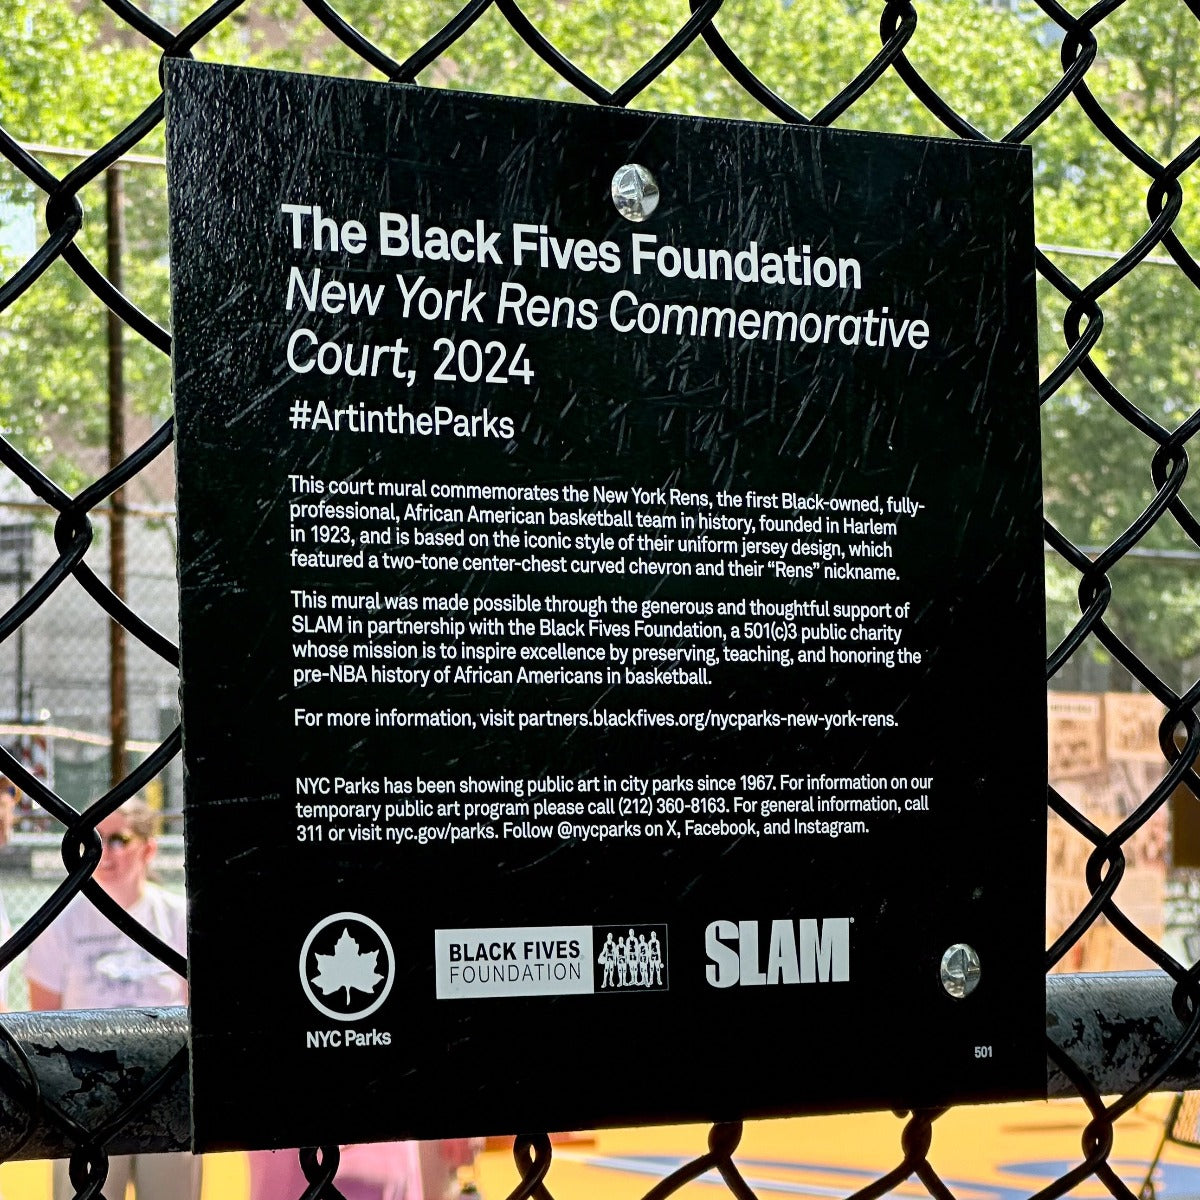 The Black Fives Foundation
New York Rens Commemorative
Court, 2024
#ArtintheParks
This court mural commemorates the New York Rens, the first Black-owned, fully-
professional, African American basketball team in history, founded in Harlem
in 1923, and is based on the iconic style of their uniform jersey design, which
featured a two-tone center-chest curved chevron and their “Rens” nickname.
This mural was made possible through the generous and thoughtful support of
SLAM in partnership with the Black Fives Foundation, a 501(c)3 public charity
whose mission is to inspire excellence by preserving, teaching, and honoring the
pre-NBA history of African Americans in basketball.
For more information, visit partners.blackfives.org/nycparks-new-york-rens.
NYC Parks has been showing public art in city parks since 1967. For information on our
temporary public art program please call (212) 360-8163. For general information, call
311 or visit nyc.gov/parks. Follow @nycparks on X, Facebook, and Instagram.
NYC Parks
BLACK FIVES
FOUNDATION
SLAM
501